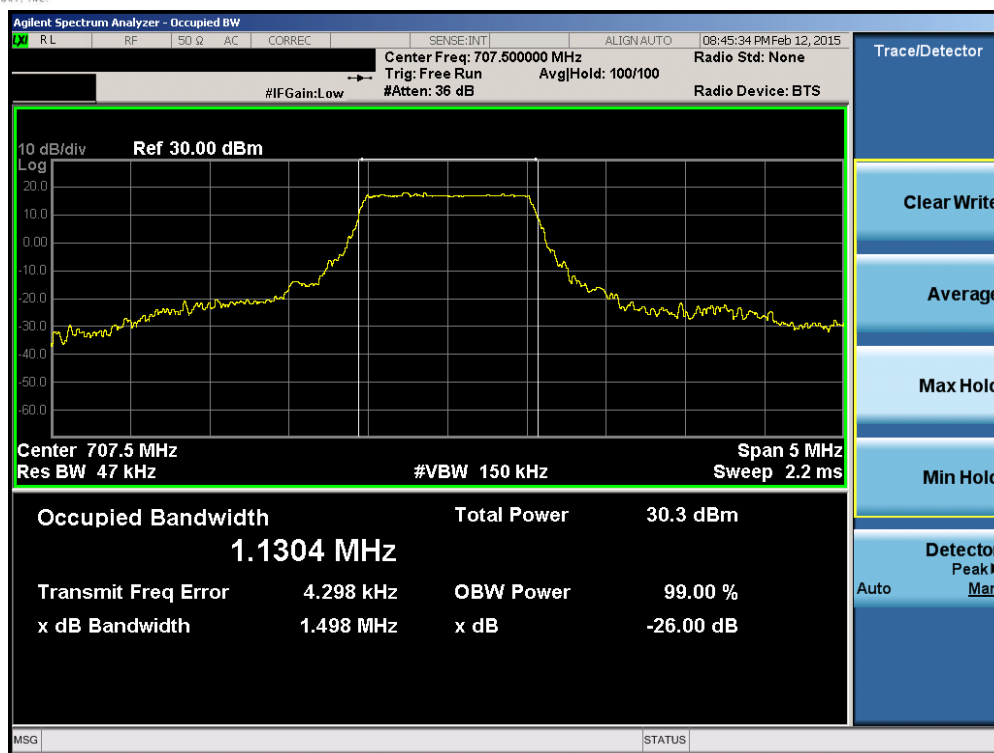 Agilent Spectrum Analyzer - Occupied BW
LXI RL RF 50 Ω AC CORREC SENSE:INT ALIGN AUTO 08:45:34 PM Feb 12, 2015
Center Freq: 707.500000 MHz Radio Std: None
Trig: Free Run Avg|Hold: 100/100
#IFGain:Low #Atten: 36 dB Radio Device: BTS
10 dB/div Ref 30.00 dBm
Log
20.0
10.0
0.00
-10.0
-20.0
-30.0
-40.0
-50.0
-60.0
Center 707.5 MHz Span 5 MHz
Res BW 47 kHz #VBW 150 kHz Sweep 2.2 ms
Occupied Bandwidth Total Power 30.3 dBm
1.1304 MHz
Transmit Freq Error 4.298 kHz OBW Power 99.00 %
x dB Bandwidth 1.498 MHz x dB -26.00 dB
MSG STATUS
Trace/Detector
Clear Write
Average
Max Hold
Min Hold
Detector
Peak
Auto Man